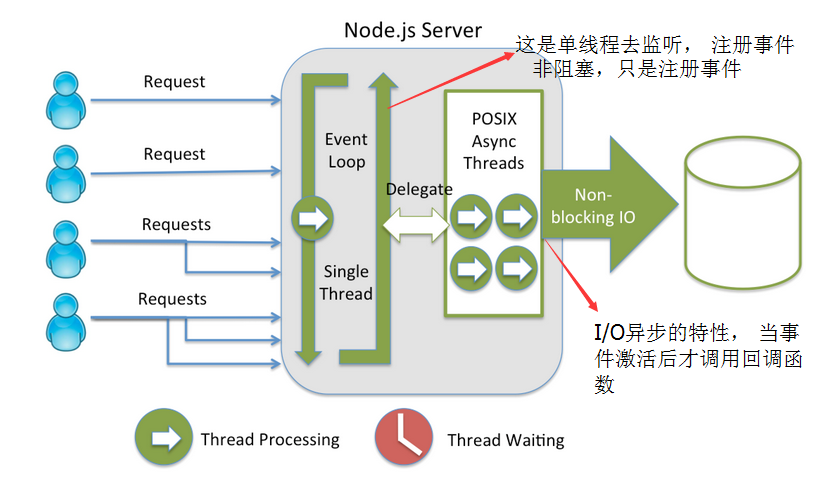 Node.js Server
这是单线程去监听， 注册事件
非阻塞，只是注册事件
Request
Request
Requests
Requests
Event
Loop
Single
Thread
Delegate
POSIX
Async
Threads
Non-
blocking IO
I/O异步的特性， 当事
件激活后才调用回调函
数
Thread Processing
Thread Waiting